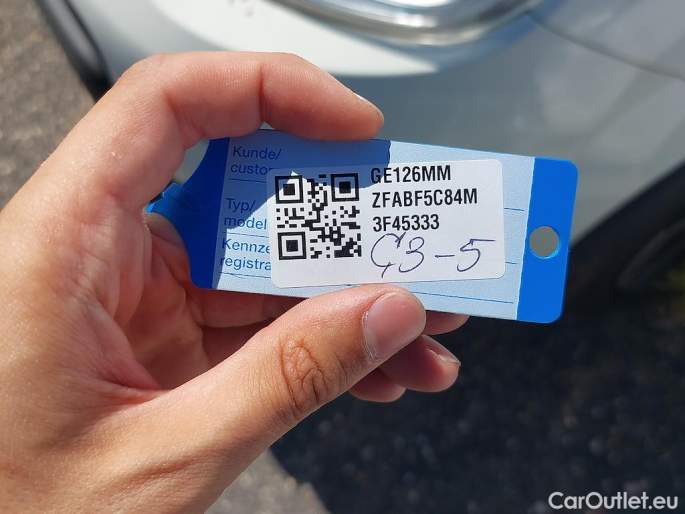 Kunde/
custo
Typ/
model
Kennze
registra
GE126MM
ZFABF5C84M
3F45333
C3-5
CarOutlet.eu